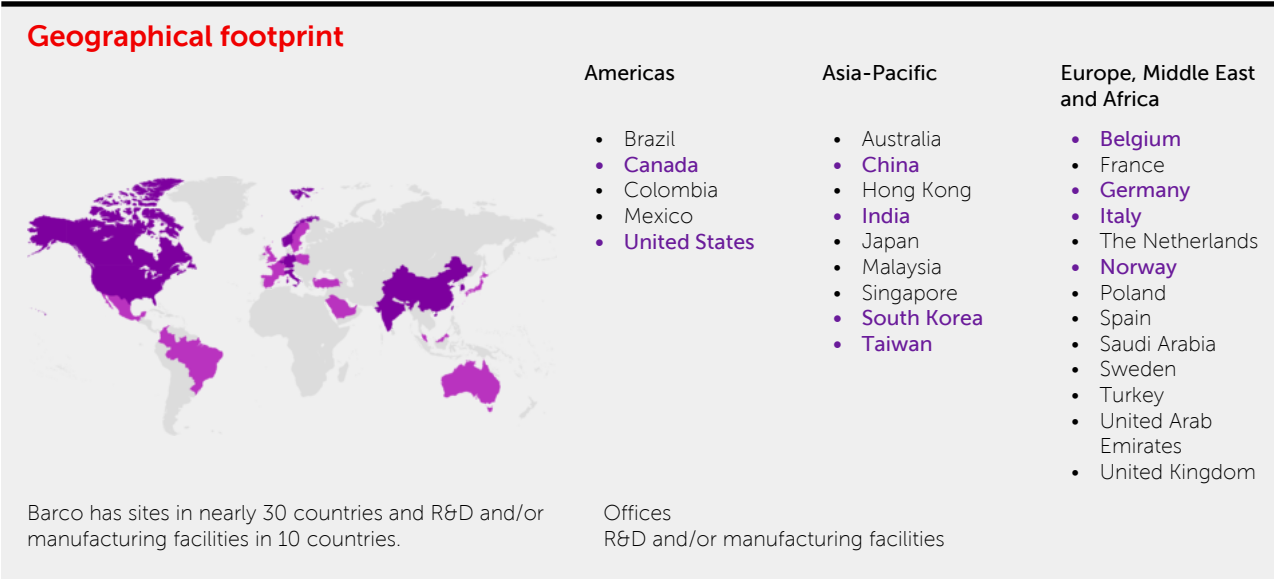 Geographical footprint
Americas
• Brazil
• Canada
• Colombia
• Mexico
• United States
Asia-Pacific
• Australia
• China
• Hong Kong
• India
• Japan
• Malaysia
• Singapore
• South Korea
• Taiwan
Europe, Middle East
and Africa
• Belgium
• France
• Germany
• Italy
• The Netherlands
• Norway
• Poland
• Spain
• Saudi Arabia
• Sweden
• Turkey
• United Arab
Emirates
• United Kingdom
Barco has sites in nearly 30 countries and R&D and/or
manufacturing facilities in 10 countries.
Offices
R&D and/or manufacturing facilities